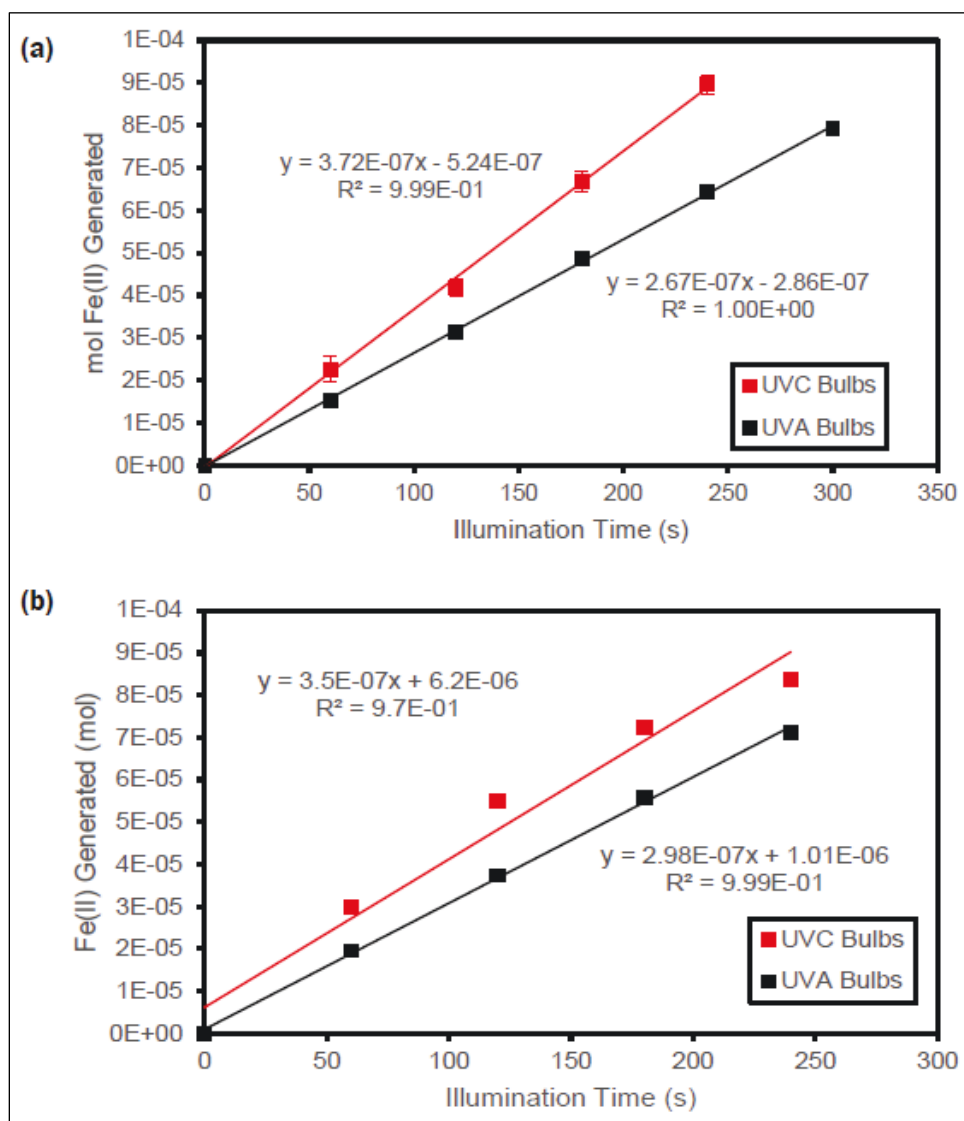 (a)
1E-04
9E-05
8E-05
7E-05
6E-05
5E-05
4E-05
3E-05
2E-05
1E-05
0E+00
mol Fe(II) Generated
y = 3.72E-07x - 5.24E-07
R² = 9.99E-01
y = 2.67E-07x - 2.86E-07
R² = 1.00E+00
UVC Bulbs
UVA Bulbs
0 50 100 150 200 250 300 350
Illumination Time (s)
(b)
1E-04
9E-05
8E-05
7E-05
6E-05
5E-05
4E-05
3E-05
2E-05
1E-05
0E+00
Fe(II) Generated (mol)
y = 3.5E-07x + 6.2E-06
R² = 9.7E-01
y = 2.98E-07x + 1.01E-06
R² = 9.99E-01
UVC Bulbs
UVA Bulbs
0 50 100 150 200 250 300
Illumination Time (s)